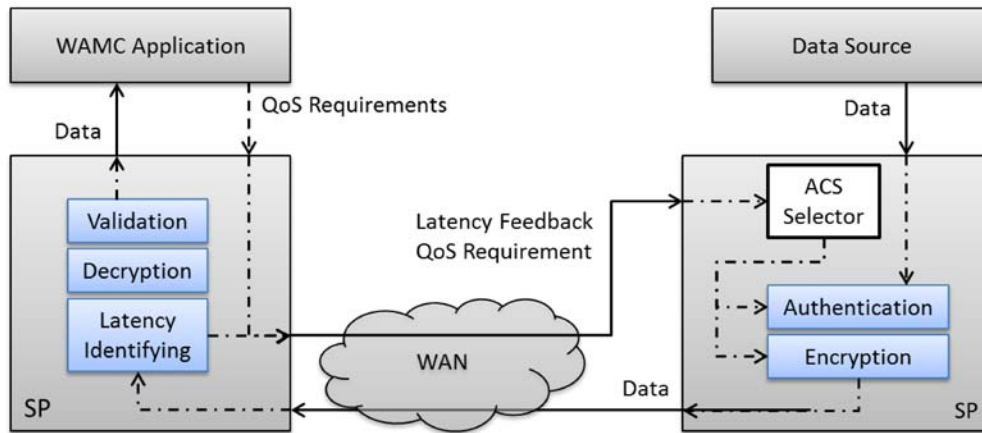 WAMC Application
Data Source
QoS Requirements
Data
Data
Validation
Decryption
Latency
Identifying
SP
Latency Feedback
QoS Requirement
WAN
Data
ACS
Selector
Authentication
Encryption
SP